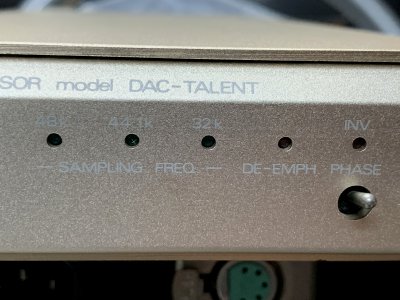 SOR model DAC-TALENT
48k 44.1k 32k INV
SAMPLING FREQ. DE-EMPH PHASE